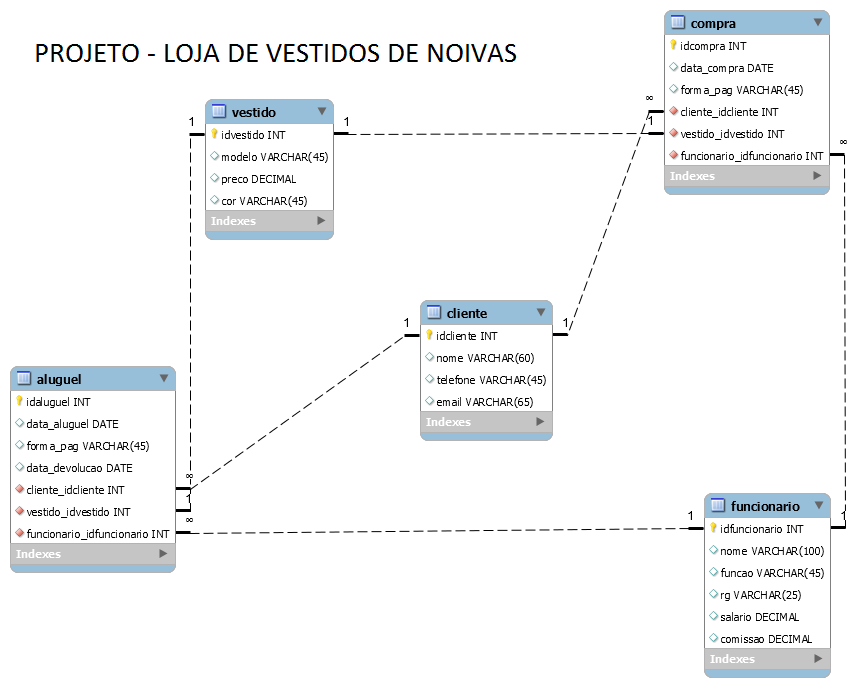 PROJETO - LOJA DE VESTIDOS DE NOIVAS
compra
idcompra INT
data_compra DATE
forma_pag VARCHAR(45)
cliente_idcliente INT
vestido_idvestido INT
funcionario_idfuncionario INT
Indexes
∞
1
∞
vestido
idvestido INT
modelo VARCHAR(45)
preco DECIMAL
cor VARCHAR(45)
Indexes
1
1
cliente
idcliente INT
nome VARCHAR(60)
telefone VARCHAR(45)
email VARCHAR(65)
Indexes
1
1
aluguel
idaluguel INT
data_aluguel DATE
forma_pag VARCHAR(45)
data_devolucao DATE
cliente_idcliente INT
vestido_idvestido INT
funcionario_idfuncionario INT
Indexes
∞
1
∞
funcionario
idfuncionario INT
nome VARCHAR(100)
funcao VARCHAR(45)
rg VARCHAR(25)
salario DECIMAL
comissao DECIMAL
Indexes
1
1